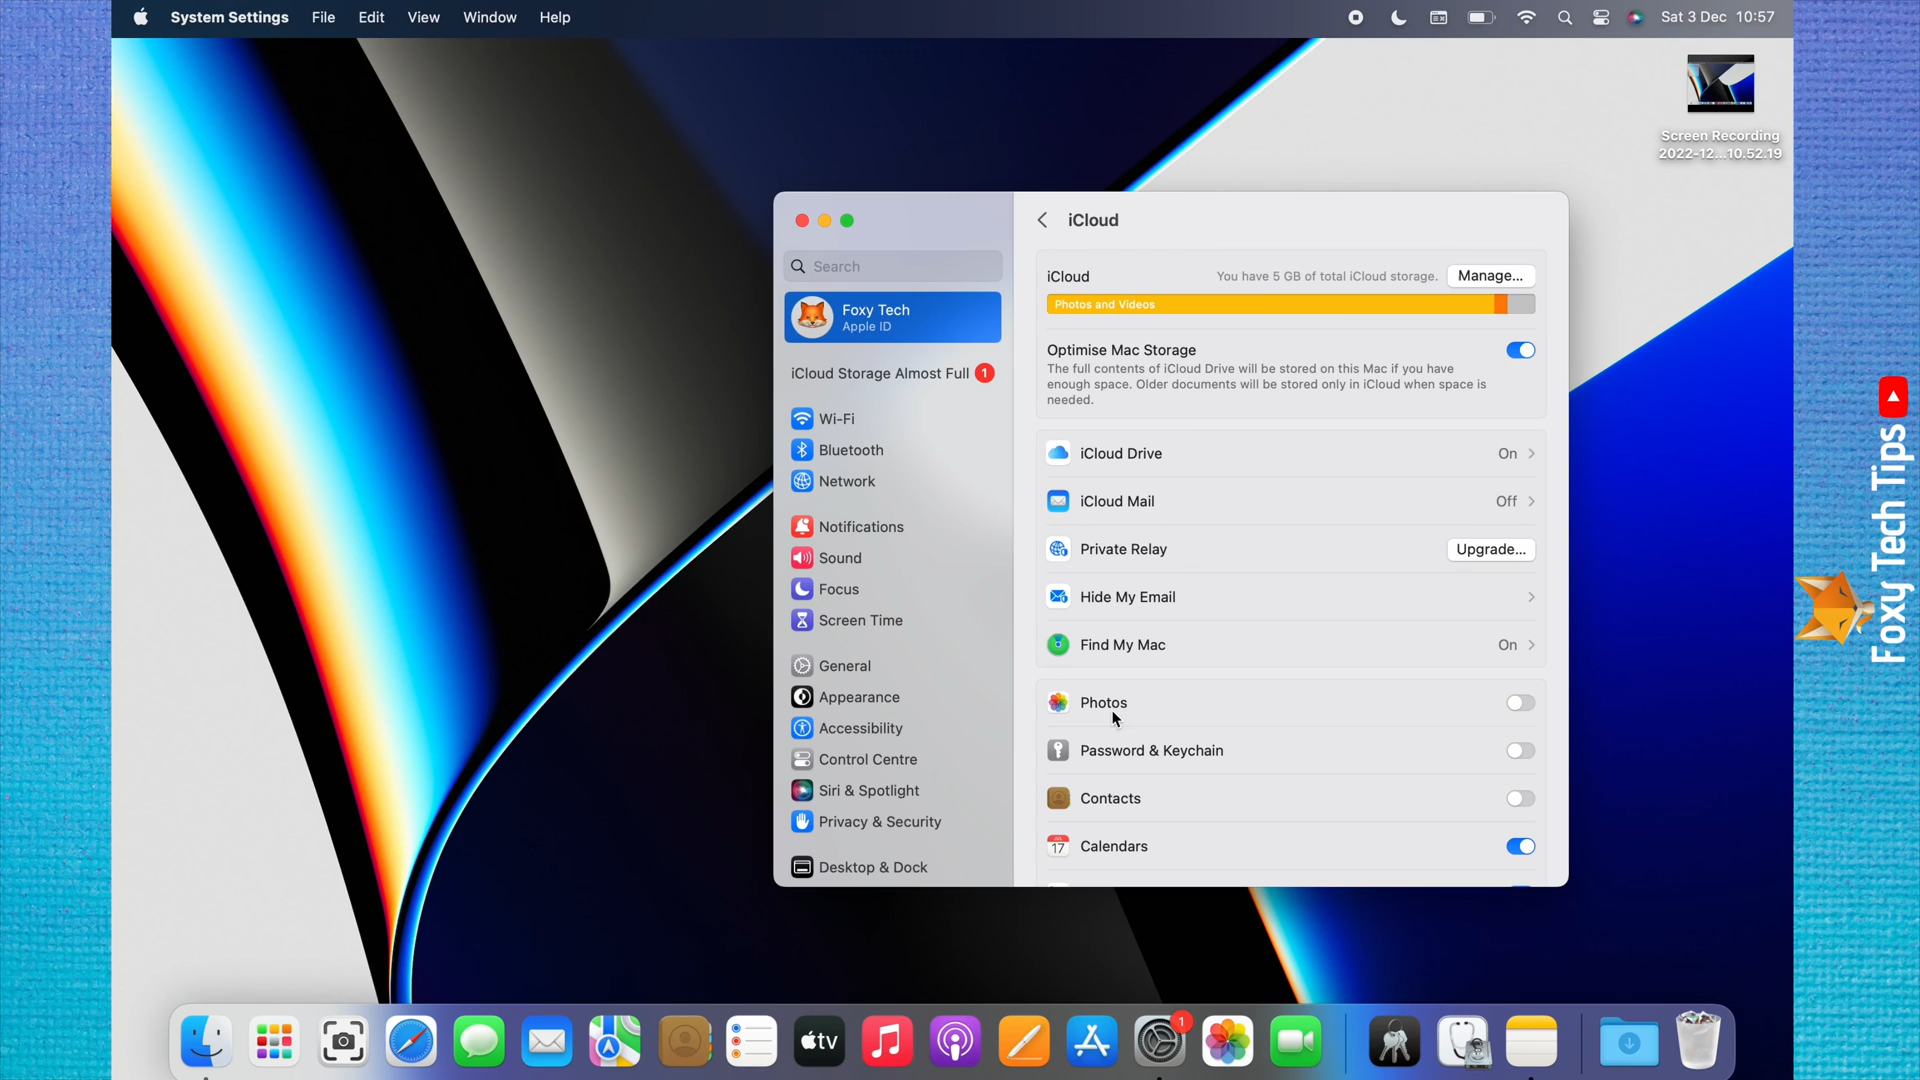 System Settings File Edit View Window Help
Sat 3 Dec 10:57
Screen Recording
2022-12...10.52.19
Search
Foxy Tech
Apple ID
iCloud Storage Almost Full 1
Wi-Fi
Bluetooth
Network
Notifications
Sound
Focus
Screen Time
General
Appearance
Accessibility
Control Centre
Siri & Spotlight
Privacy & Security
Desktop & Dock
iCloud
iCloud You have 5 GB of total iCloud storage. Manage...
Photos and Videos
Optimise Mac Storage
The full contents of iCloud Drive will be stored on this Mac if you have
enough space. Older documents will be stored only in iCloud when space is
needed.
iCloud Drive On
iCloud Mail Off
Private Relay Upgrade...
Hide My Email
Find My Mac On
Photos
Password & Keychain
Contacts
JUL
17
Calendars
tv
1
Foxy Tech Tips